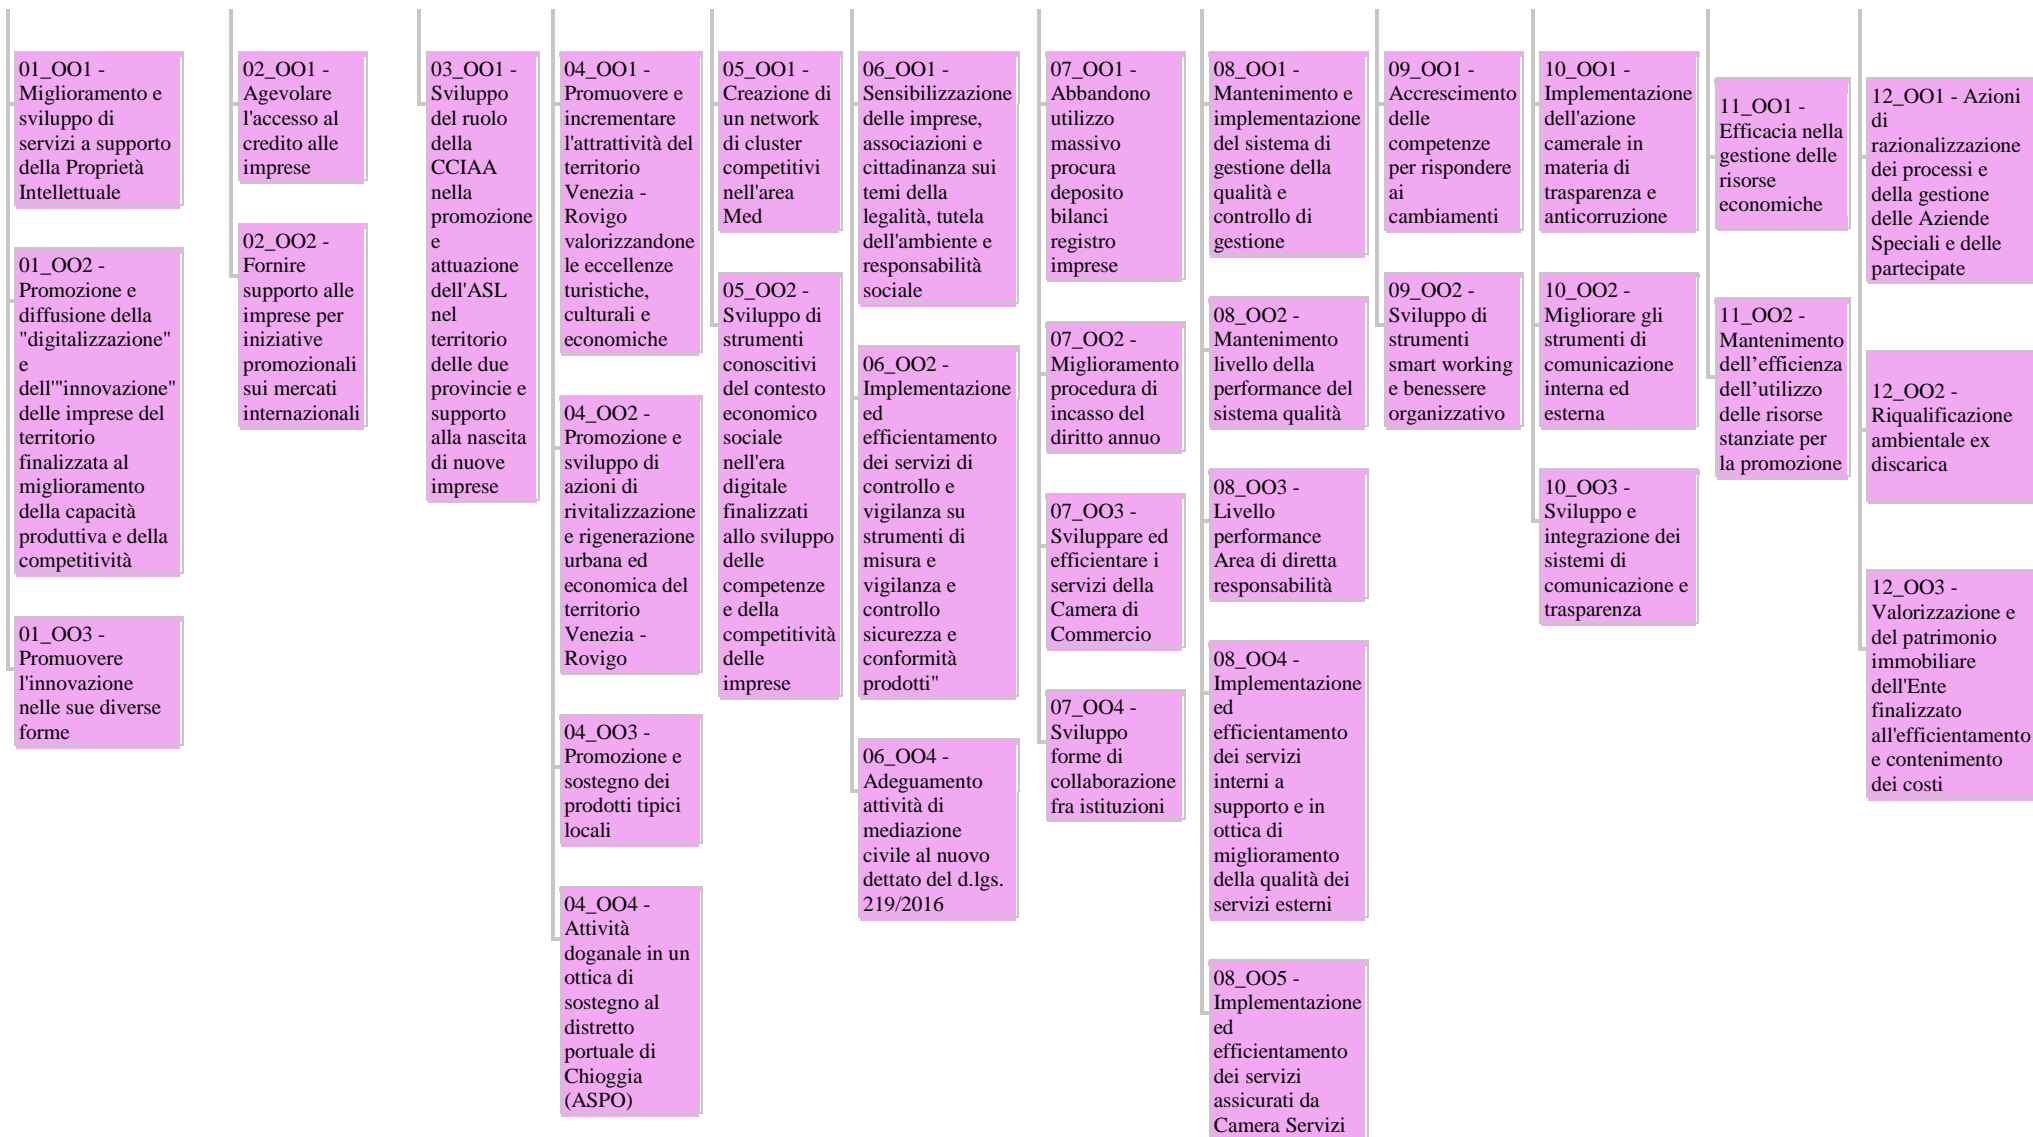 01_OO1 -
Miglioramento e
sviluppo di
servizi a supporto
della Proprietà
Intellettuale
01_OO2 -
Promozione e
diffusione della
"digitalizzazione"
e
dell'"innovazione"
delle imprese del
territorio
finalizzata al
miglioramento
della capacità
produttiva e della
competitività
01_OO3 -
Promuovere
l'innovazione
nelle sue diverse
forme
02_OO1 -
Agevolare
l'accesso al
credito alle
imprese
02_OO2 -
Fornire
supporto alle
imprese per
iniziative
promozionali
sui mercati
internazionali
03_OO1 -
Sviluppo
del ruolo
della
CCIAA
nella
promozione
e
attuazione
dell'ASL
nel
territorio
delle due
provincie e
supporto
alla nascita
di nuove
imprese
04_OO1 -
Promuovere e
incrementare
l'attrattività del
territorio
Venezia -
Rovigo
valorizzandone
le eccellenze
turistiche,
culturali e
economiche
04_OO2 -
Promozione e
sviluppo di
azioni di
rivitalizzazione
e rigenerazione
urbana ed
economica del
territorio
Venezia -
Rovigo
04_OO3 -
Promozione e
sostegno dei
prodotti tipici
locali
04_OO4 -
Attività
doganale in un
ottica di
sostegno al
distretto
portuale di
Chioggia
(ASPO)
05_OO1 -
Creazione di
un network
di cluster
competitivi
nell'area
Med
05_OO2 -
Sviluppo di
strumenti
conoscitivi
del contesto
economico
sociale
nell'era
digitale
finalizzati
allo sviluppo
delle
competenze
e della
competitività
delle
imprese
06_OO1 -
Sensibilizzazione
delle imprese,
associazioni e
cittadinanza sui
temi della
legalità, tutela
dell'ambiente e
responsabilità
sociale
06_OO2 -
Implementazione
ed
efficientamento
dei servizi di
controllo e
vigilanza su
strumenti di
misura e
vigilanza e
controllo
sicurezza e
conformità
prodotti"
06_OO4 -
Adeguamento
attività di
mediazione
civile al nuovo
dettato del d.lgs.
219/2016
07_OO1 -
Abbandono
utilizzo
massivo
procura
deposito
bilanci
registro
imprese
07_OO2 -
Miglioramento
procedura di
incasso del
diritto annuo
07_OO3 -
Sviluppare ed
efficientare i
servizi della
Camera di
Commercio
07_OO4 -
Sviluppo
forme di
collaborazione
fra istituzioni
08_OO1 -
Mantenimento e
implementazione
del sistema di
gestione della
qualità e
controllo di
gestione
08_OO2 -
Mantenimento
livello della
performance del
sistema qualità
08_OO3 -
Livello
performance
Area di diretta
responsabilità
08_OO4 -
Implementazione
ed
efficientamento
dei servizi
interni a
supporto e in
ottica di
miglioramento
della qualità dei
servizi esterni
08_OO5 -
Implementazione
ed
efficientamento
dei servizi
assicurati da
Camera Servizi
09_OO1 -
Accrescimento
delle
competenze
per rispondere
ai
cambiamenti
09_OO2 -
Sviluppo di
strumenti
smart working
e benessere
organizzativo
10_OO1 -
Implementazione
dell'azione
camerale in
materia di
trasparenza e
anticorruzione
10_OO2 -
Migliorare gli
strumenti di
comunicazione
interna ed
esterna
10_OO3 -
Sviluppo e
integrazione dei
sistemi di
comunicazione e
trasparenza
11_OO1 -
Efficacia nella
gestione delle
risorse
economiche
11_OO2 -
Mantenimento
dell’efficienza
dell’utilizzo
delle risorse
stanziate per
la promozione
12_OO1 - Azioni
di
razionalizzazione
dei processi e
della gestione
delle Aziende
Speciali e delle
partecipate
12_OO2 -
Riqualificazione
ambientale ex
discarica
12_OO3 -
Valorizzazione e
del patrimonio
immobiliare
dell'Ente
finalizzato
all'efficientamento
e contenimento
dei costi